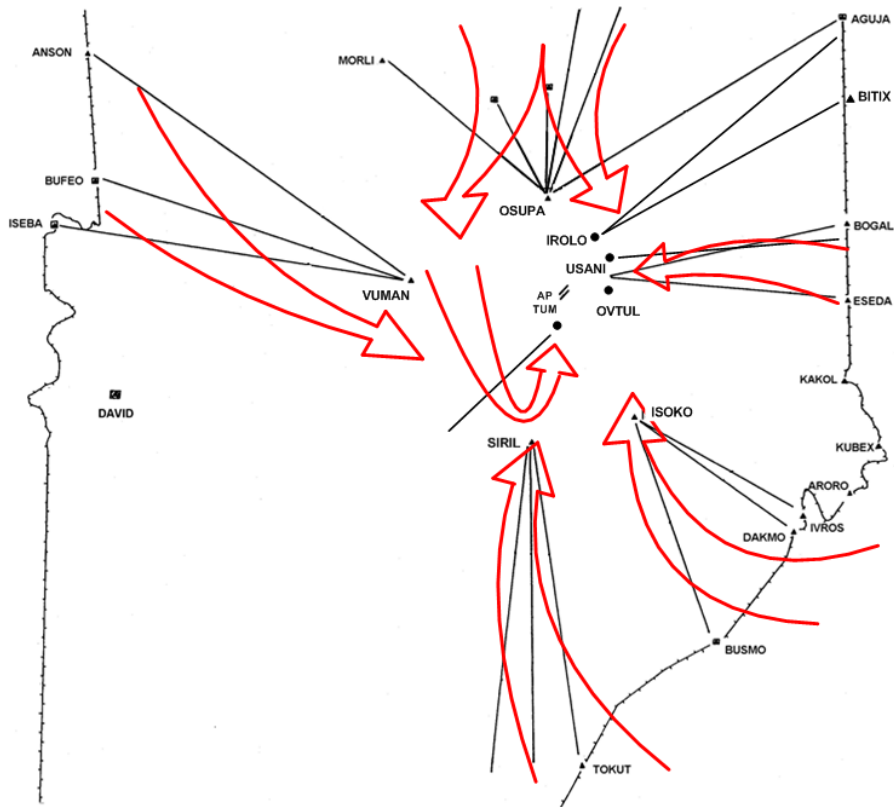 AGUJA
ANSON
MORLI
BITIX
BUFEO
OSUPA
ISEBA
BOGAL
IROLO
USANI
VUMAN
AP
TUM
OVTUL
ESEDA
KAKOL
DAVID
ISOKO
SIRIL
KUBEX
ARORO
IVROS
DAKMO
BUSMO
TOKUT